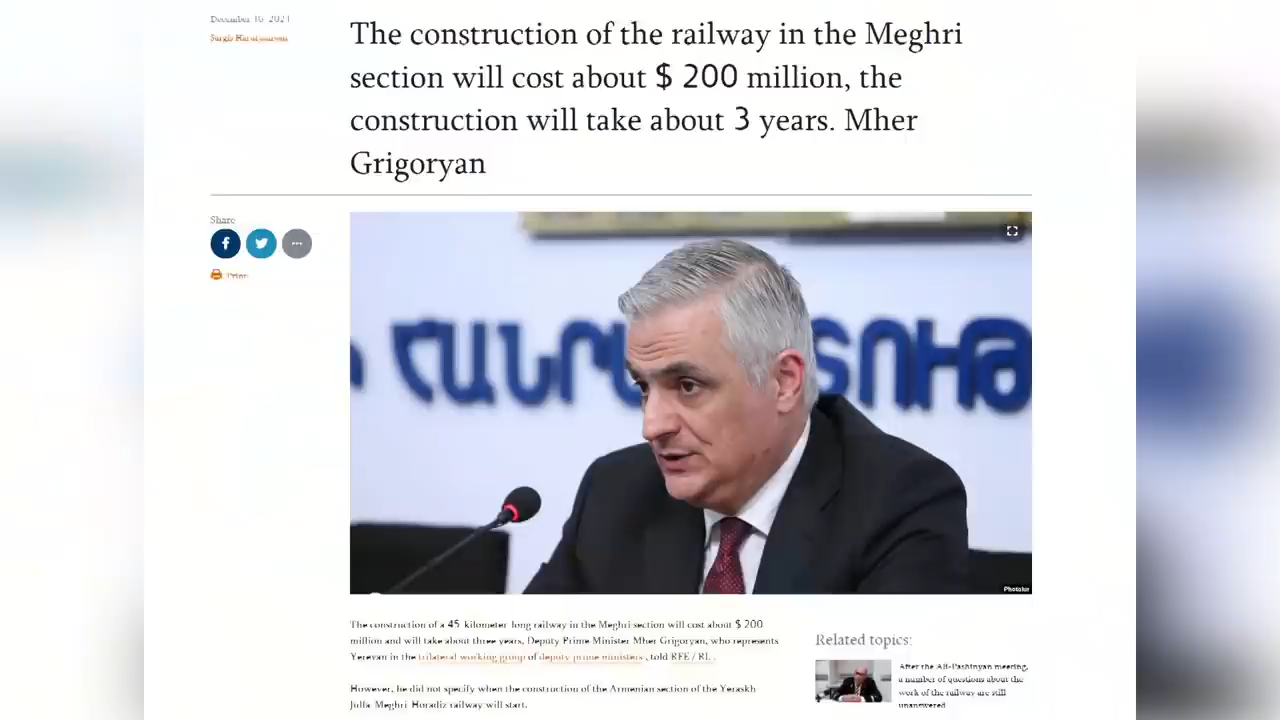 December 16 2021
The construction of the railway in the Meghri
section will cost about $ 200 million, the
construction will take about 3 years. Mher
Grigoryan
Share
Print
ՀԱՆՐ
ՏՈՒԹ
Photolur
The construction of a 45-kilometer-long railway in the Meghri section will cost about $ 200
million and will take about three years, Deputy Prime Minister Mher Grigoryan, who represents
Yerevan in the trilateral working group of deputy prime ministers , told RFE / RL .
However, he did not specify when the construction of the Armenian section of the Yeraskh
Julfa-Meghri-Horadiz railway will start.
Related topics:
After the Ali-Pashinyan meeting,
a number of questions about the
work of the railway are still
unanswered